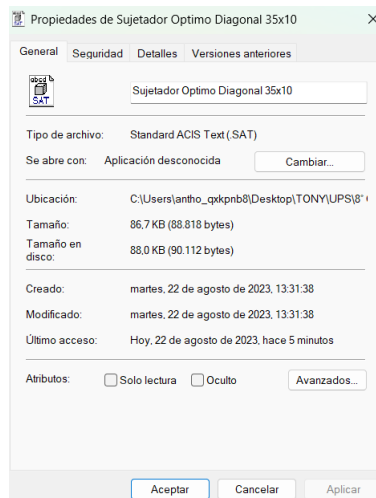 Propiedades de Sujetador Optimo Diagonal 35x10
General Seguridad Detalles Versiones anteriores
abcd
SAT
Sujetador Optimo Diagonal 35x10
Tipo de archivo: Standard ACIS Text (.SAT)
Se abre con: Aplicación desconocida Cambiar...
Ubicación: C:\Users\antho_qxkpnb8\Desktop\TONY\UPS\8°
Tamaño: 86,7 KB (88.818 bytes)
Tamaño en disco: 88,0 KB (90.112 bytes)
Creado: martes, 22 de agosto de 2023, 13:31:38
Modificado: martes, 22 de agosto de 2023, 13:31:38
Último acceso: Hoy, 22 de agosto de 2023, hace 5 minutos
Atributos: Solo lectura Oculto Avanzados...
Aceptar Cancelar Aplicar